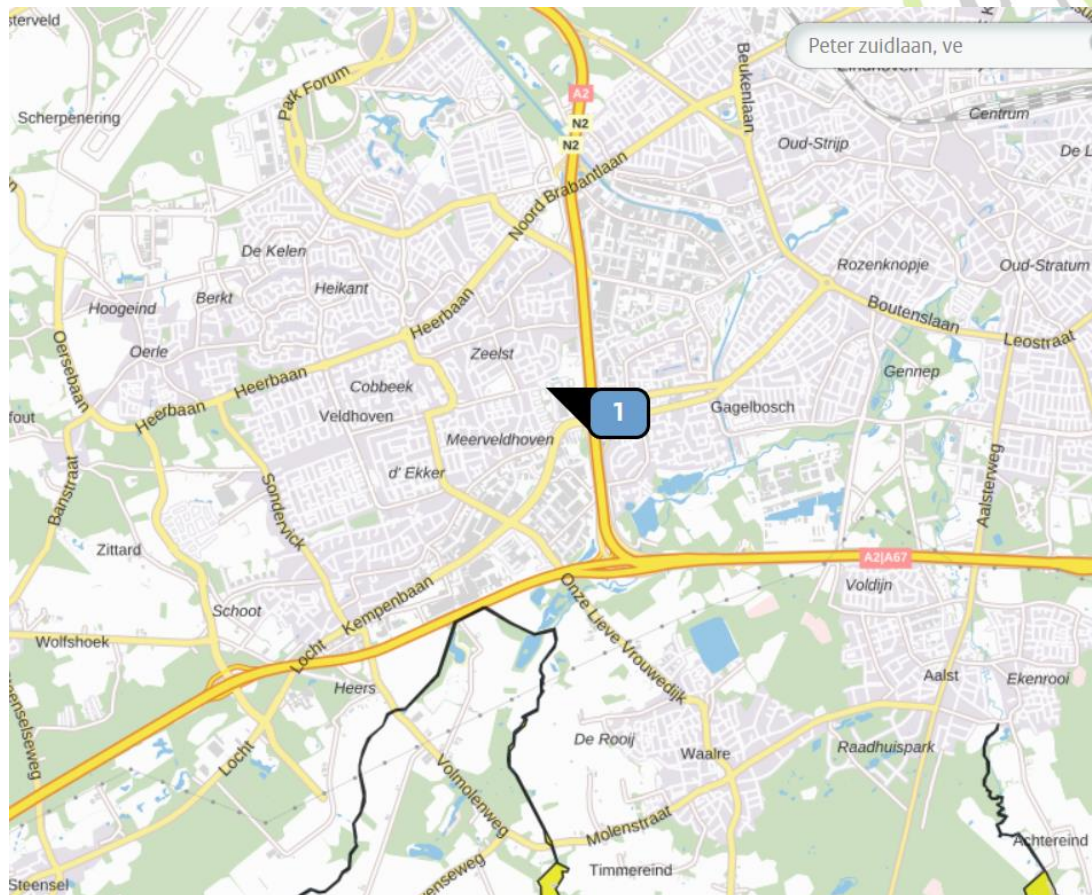 sterveld
Peter zuidlaan, ve
Park Forum
A2
N2
N2
Scherpenering
Beukenlaan
Centrum
Oud-Strijp
De L
Noord Brabantlaan
De Kelen
Heikant
Berkt
Hoogeind
Rozenknopje
Oud-Stratum
Boutenslaan
Leostraat
Heerbaan
Oersebaan
Oerle
Zeelst
Gennep
Heerbaan
Cobbeek
Heerbaan
Veldhoven
1
Gagelbosch
fout
Meerveldhoven
d' Ekker
Banstraat
Sondervick
Aalsterweg
Zittard
A2|A67
Voldijn
Schoot
Kempenbaan
Onze Lieve Vrouwedijk
Wolfshoek
Locht
Heers
Aalst
Ekenrooi
enselseweg
De Rooij
Waalre
Raadhuispark
Locht
Volmolenweg
Molenstraat
Achtereind
Timmereind
enseweg
Steensel